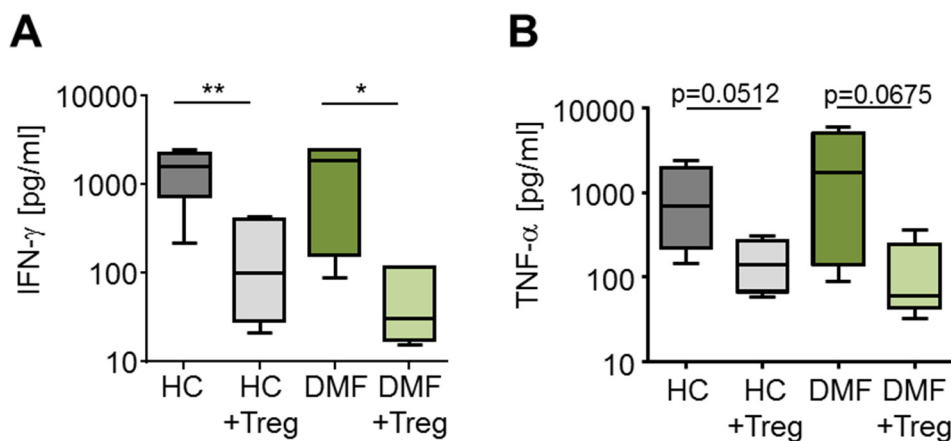 A
IFN-γ [pg/ml]
10000
1000
100
10
**
*
HC
HC
+Treg
DMF
DMF
+Treg
B
TNF-α [pg/ml]
10000
1000
100
10
p=0.0512
p=0.0675
HC
HC
+Treg
DMF
DMF
+Treg